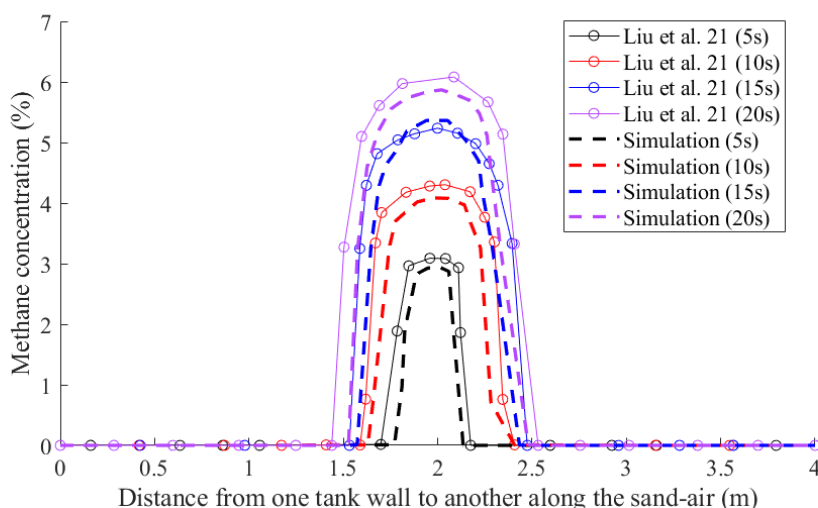 7
6
5
4
3
2
1
0
Methane concentration (%)
0 0.5 1 1.5 2 2.5 3 3.5 4
Distance from one tank wall to another along the sand-air (m)
Liu et al. 21 (5s)
Liu et al. 21 (10s)
Liu et al. 21 (15s)
Liu et al. 21 (20s)
Simulation (5s)
Simulation (10s)
Simulation (15s)
Simulation (20s)